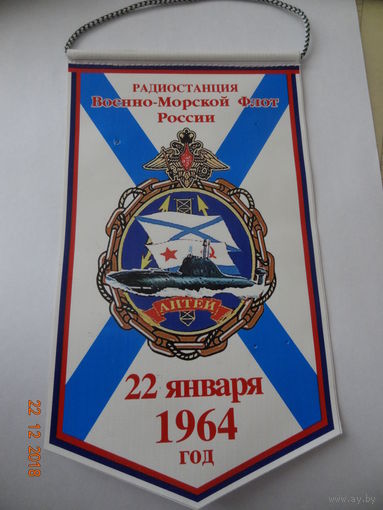 РАДИОСТАНЦИЯ
Военно-Морской Флот
России
АНТЕЙ
22 января
1964
год
22 12 2018
www.ay.by